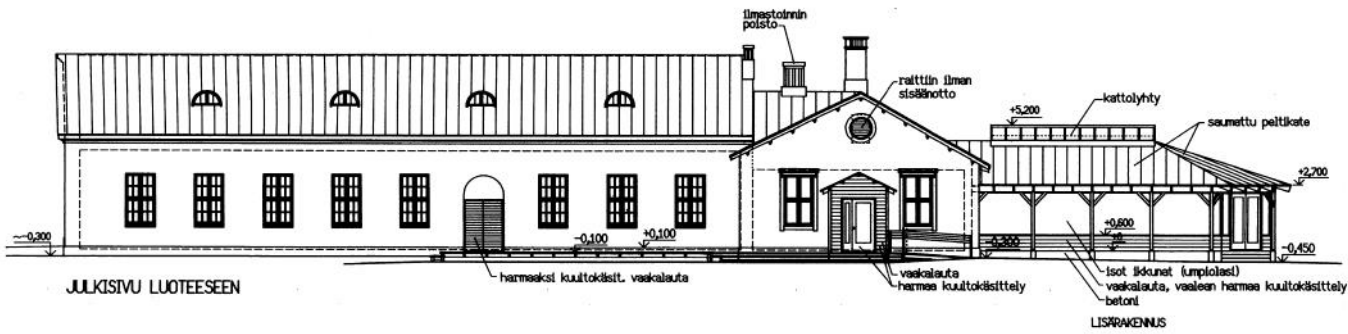 ilmastoinnin
poisto
raittiin ilman
sisäänotto
+5,200
kattolyhty
saumattu peltikate
+2,700
~-0,300
-0,100
+0,100
-0,300
+0,600
±0
-0,450
harmaaksi kuultokäsit. vaakalauta
vaakalauta
harmaa kuultokäsittely
isot ikkunat (umpiolasi)
vaakalauta, vaalean harmaa kuultokäsittely
betoni
JULKISIVU LUOTEESEEN
LISÄRAKENNUS